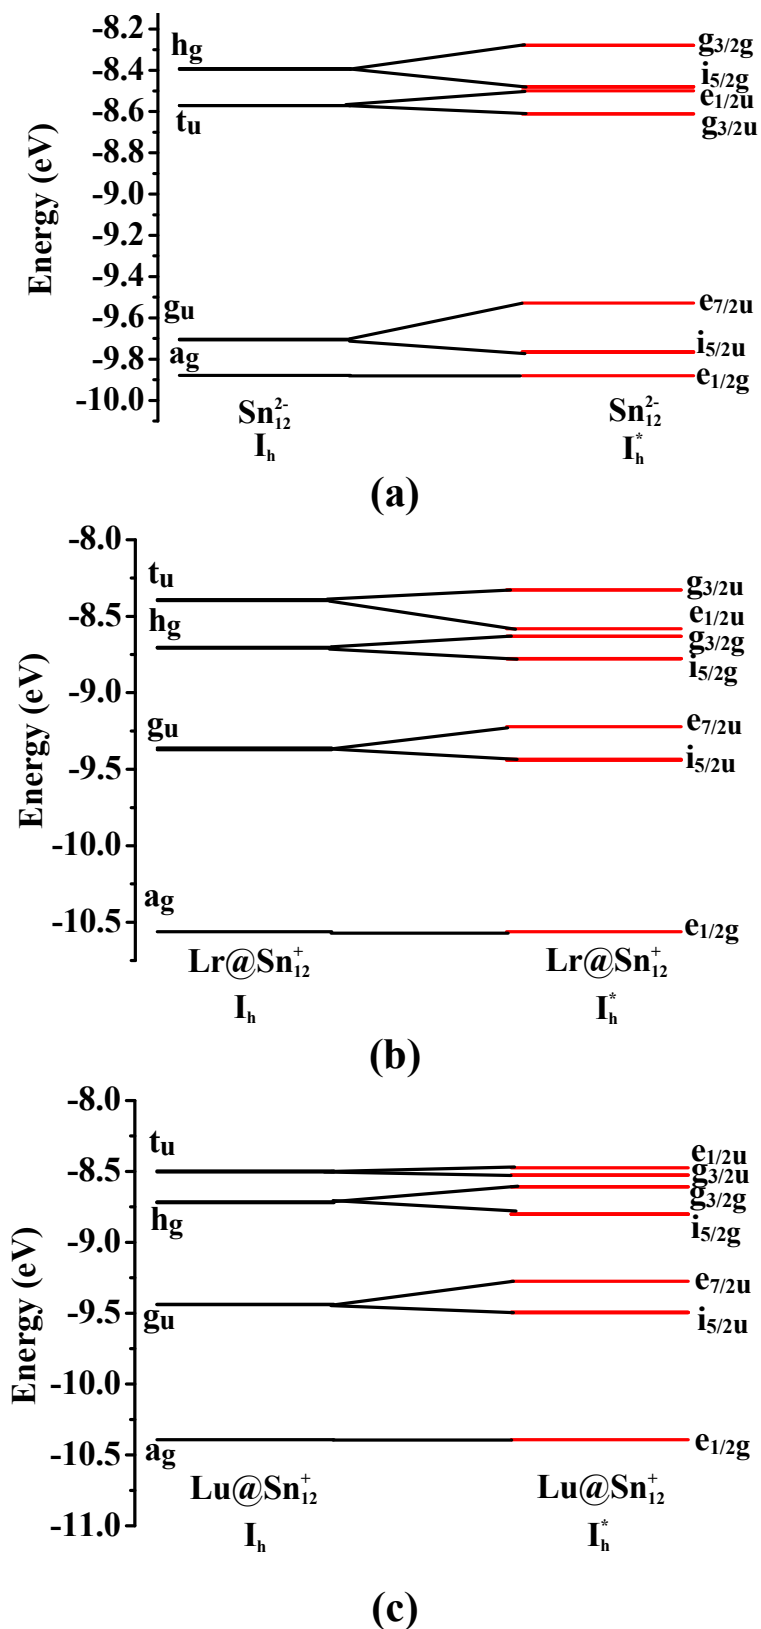 -8.2
-8.4
-8.6
-8.8
-9.0
-9.2
-9.4
-9.6
-9.8
-10.0
Energy (eV)
hg
tu
gu
ag
g3/2g
i5/2g
e1/2u
g3/2u
e7/2u
i5/2u
e1/2g
Sn12 2- Sn12 2-
Ih Ih*
(a)
-8.0
-8.5
-9.0
-9.5
-10.0
-10.5
Energy (eV)
tu
hg
gu
ag
g3/2u
e1/2u
g3/2g
i5/2g
e7/2u
i5/2u
e1/2g
Lr@Sn12+ Lr@Sn12+
Ih Ih*
(b)
-8.0
-8.5
-9.0
-9.5
-10.0
-10.5
-11.0
Energy (eV)
tu
hg
gu
ag
e1/2u
g3/2u
g3/2g
i5/2g
e7/2u
i5/2u
e1/2g
Lu@Sn12+ Lu@Sn12+
Ih Ih*
(c)